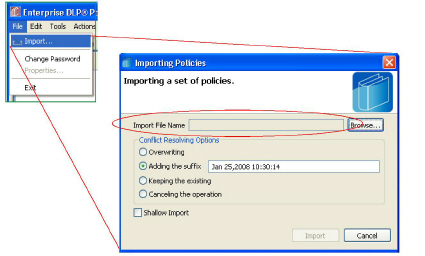 Enterprise DLP® P
File Edit Tools Actions
Import...
Change Password
Properties...
Exit
Importing Policies
Importing a set of policies.
Import File Name
Browse...
Conflict Resolving Options
Overwriting
Adding the suffix Jan 25,2008 10:30:14
Keeping the existing
Canceling the operation
Shallow Import
Import Cancel